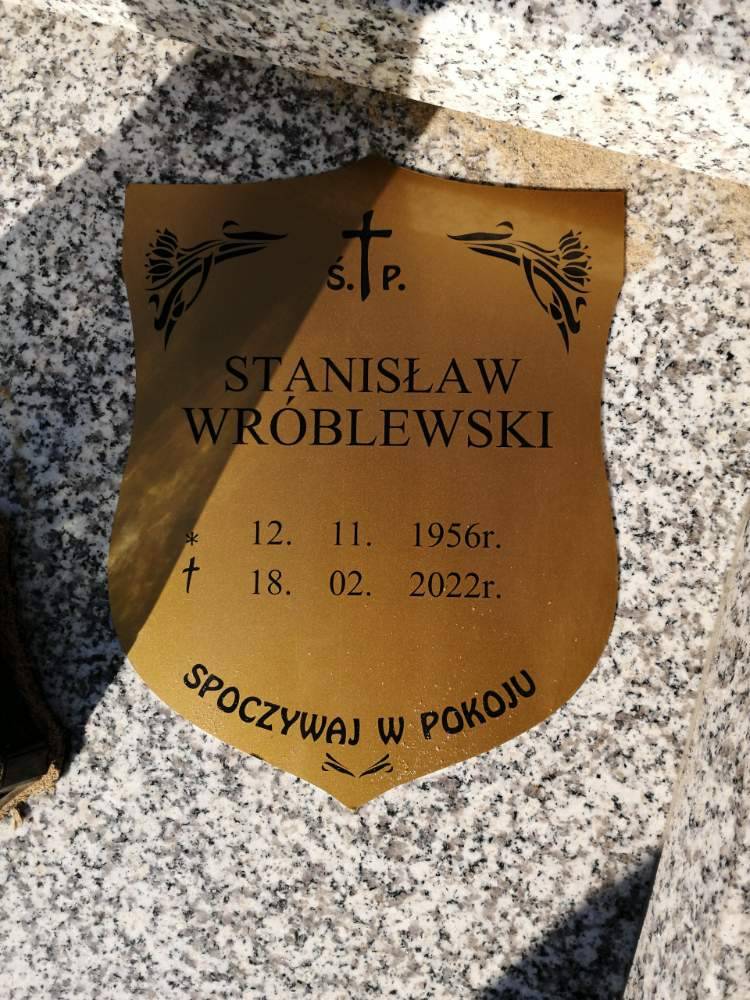 Ś. P.
STANISŁAW
WRÓBLEWSKI
* 12. 11. 1956r.
† 18. 02. 2022r.
SPOCZYWAJ W POKOJU